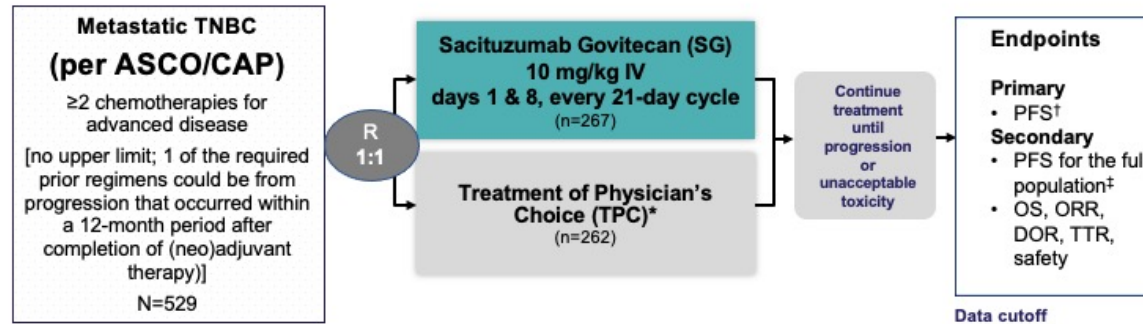 Metastatic TNBC
(per ASCO/CAP)
≥2 chemotherapies for
advanced disease
[no upper limit; 1 of the required
prior regimens could be from
progression that occurred within
a 12-month period after
completion of (neo)adjuvant
therapy)]
N=529
R
1:1
Sacituzumab Govitecan (SG)
10 mg/kg IV
days 1 & 8, every 21-day cycle
(n=267)
Treatment of Physician's
Choice (TPC)*
(n=262)
Continue
treatment
until
progression
or
unacceptable
toxicity
Endpoints
Primary
• PFS†
Secondary
• PFS for the ful
population‡
• OS, ORR,
DOR, TTR,
safety
Data cutoff